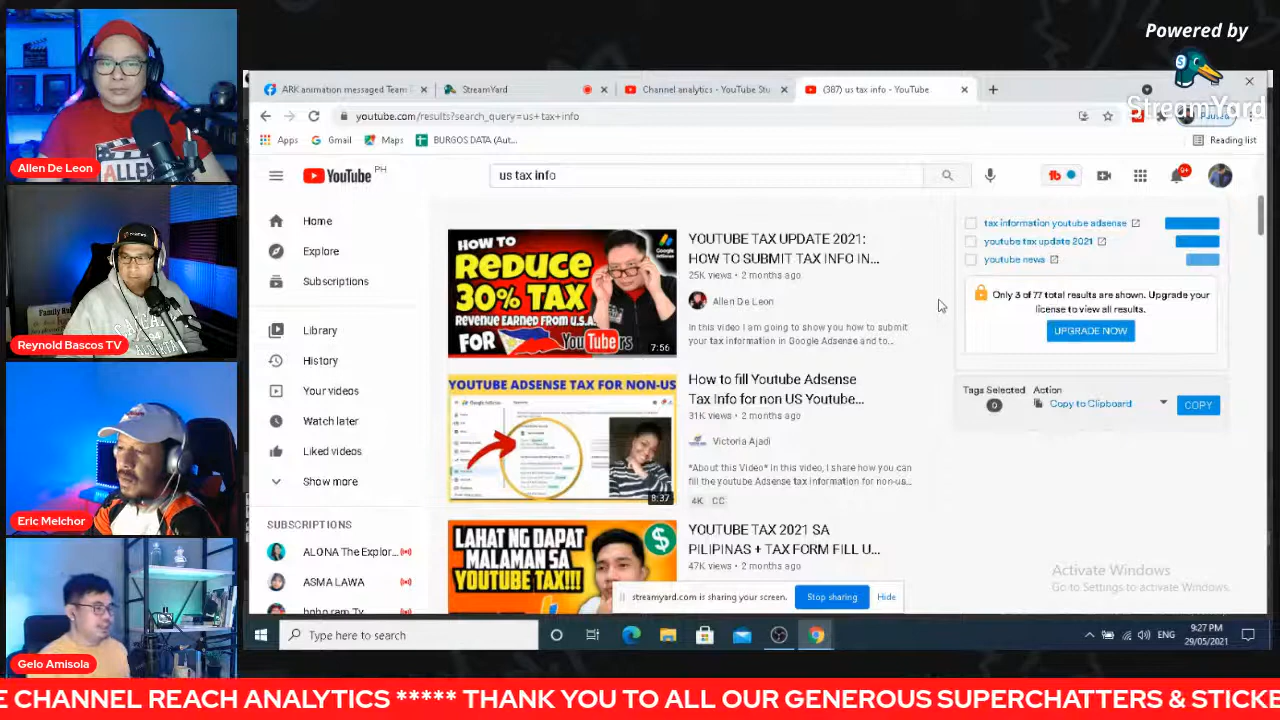 Powered by
StreamYard
ARK animation messaged Team
StreamYard
Channel analytics - YouTube Stu
(387) us tax info - YouTube
youtube.com/results?search_query=us+tax+info
Paused
Apps
Gmail
Maps
BURGOS DATA (Aut...
Reading list
YouTube PH
us tax info
9+
Home
Explore
Subscriptions
Library
History
Your videos
Watch later
Liked videos
Show more
SUBSCRIPTIONS
ALONA The Explor...
ASMA LAWA
HOW TO
REDUCE
30% TAX
REVENUE EARNED FROM U.S.A.
FOR YouTubers
7:56
YOUTUBE TAX UPDATE 2021:
HOW TO SUBMIT TAX INFO IN...
25K views • 2 months ago
Allen De Leon
In this video I am going to show you how to submit
your tax information in Google Adsense and to...
YOUTUBE ADSENSE TAX FOR NON-US
8:37
How to fill Youtube Adsense
Tax Info for non US Youtube...
31K views • 2 months ago
Victoria Ajadi
*About this Video* In this video, I share how you can
fill one youtube Adsense tax information for non-us...
4K CC
LAHAT NG DAPAT
MALAMAN SA
YOUTUBE TAX!!!
YOUTUBE TAX 2021 SA
PILIPINAS + TAX FORM FILL U...
47K views • 2 months ago
tax information youtube adsense
youtube tax update 2021
youtube news
Only 3 of 77 total results are shown. Upgrade your
license to view all results.
UPGRADE NOW
Tags Selected
0
Action
Copy to Clipboard
COPY
Activate Windows
Go to Settings to activate Windows.
streamyard.com is sharing your screen.
Stop sharing
Hide
Type here to search
ENG
9:27 PM
29/05/2021
Allen De Leon
Reynold Bascos TV
Eric Melchor
Gelo Amisola
E CHANNEL REACH ANALYTICS ***** THANK YOU TO ALL OUR GENEROUS SUPERCHATTERS & STICKE